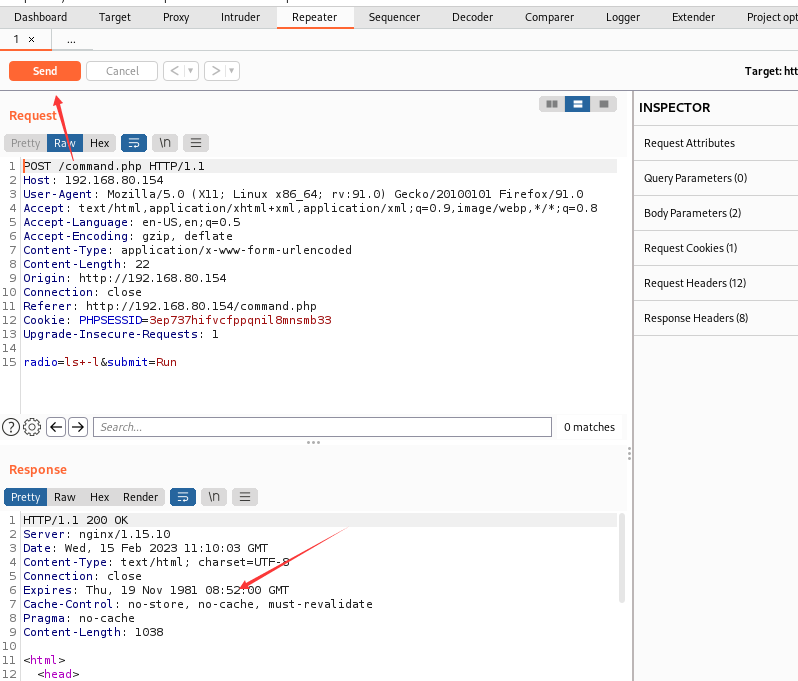 Dashboard Target Proxy Intruder Repeater Sequencer Decoder Comparer Logger Extender Project opt
1 × ...
Send Cancel < ▾ > ▾ Target: htt
Request
Pretty Raw Hex \n
1 POST /command.php HTTP/1.1
2 Host: 192.168.80.154
3 User-Agent: Mozilla/5.0 (X11; Linux x86_64; rv:91.0) Gecko/20100101 Firefox/91.0
4 Accept: text/html,application/xhtml+xml,application/xml;q=0.9,image/webp,*/*;q=0.8
5 Accept-Language: en-US,en;q=0.5
6 Accept-Encoding: gzip, deflate
7 Content-Type: application/x-www-form-urlencoded
8 Content-Length: 22
9 Origin: http://192.168.80.154
10 Connection: close
11 Referer: http://192.168.80.154/command.php
12 Cookie: PHPSESSID=3ep737hifvcfppqnil8mnsmb33
13 Upgrade-Insecure-Requests: 1
14
15 radio=ls+-l&submit=Run
? Search... 0 matches
Response
Pretty Raw Hex Render \n
1 HTTP/1.1 200 OK
2 Server: nginx/1.15.10
3 Date: Wed, 15 Feb 2023 11:10:03 GMT
4 Content-Type: text/html; charset=UTF-8
5 Connection: close
6 Expires: Thu, 19 Nov 1981 08:52:00 GMT
7 Cache-Control: no-store, no-cache, must-revalidate
8 Pragma: no-cache
9 Content-Length: 1038
10
11 <html>
12 <head>
INSPECTOR
Request Attributes
Query Parameters (0)
Body Parameters (2)
Request Cookies (1)
Request Headers (12)
Response Headers (8)